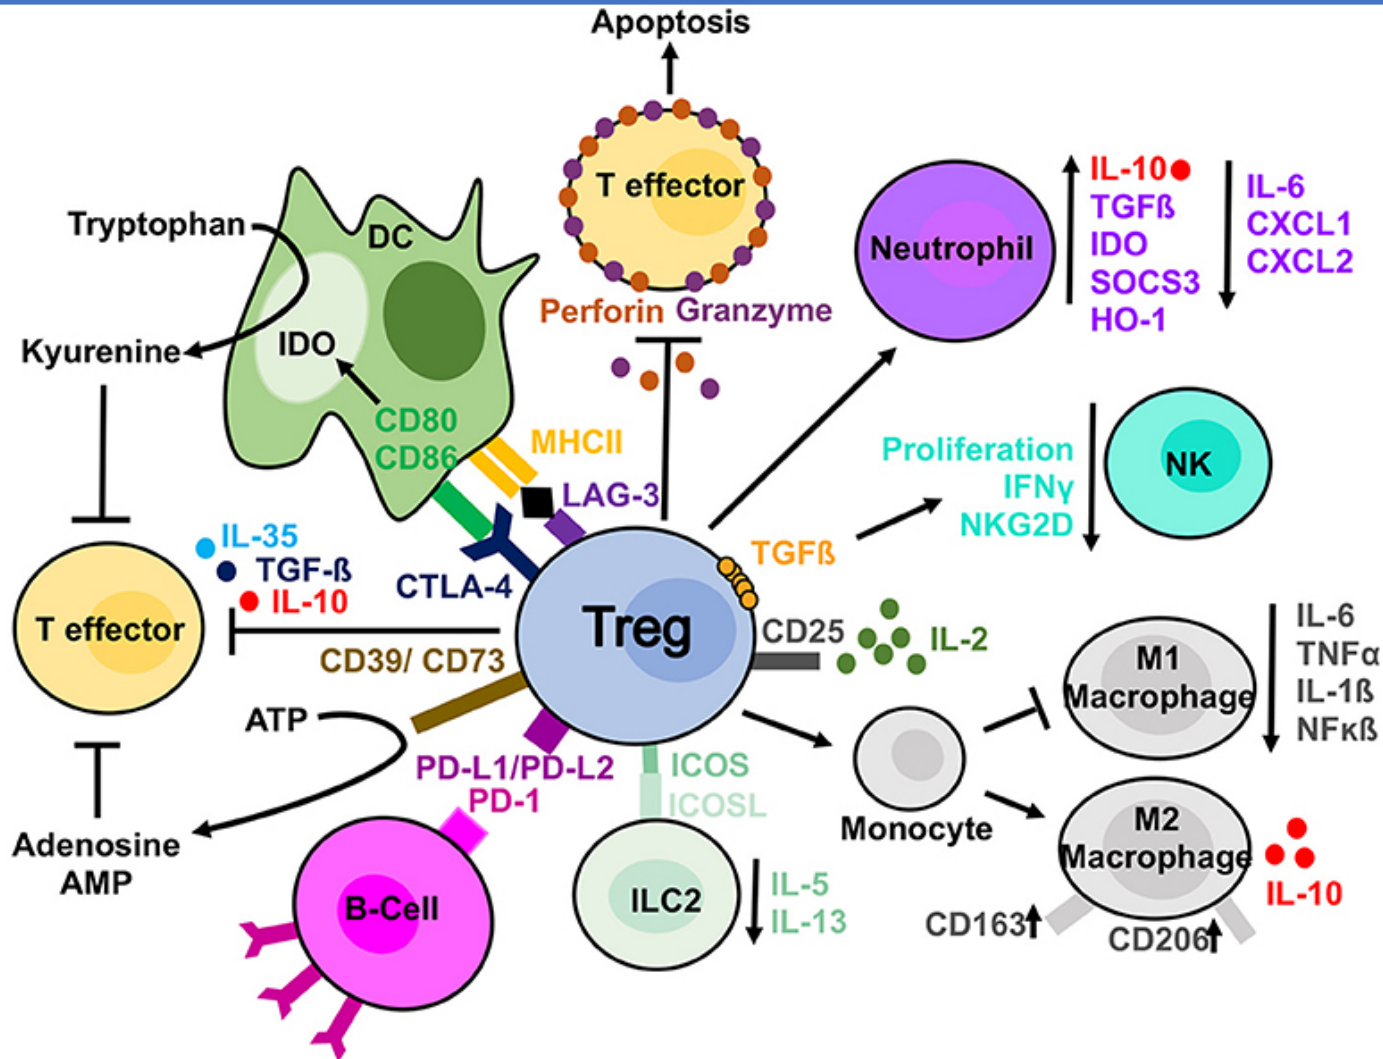 Apoptosis
T effector
Perforin Granzyme
Tryptophan
DC
IDO
Kyurenine
CD80
CD86
MHCII
LAG-3
CTLA-4
Neutrophil
IL-10
TGFß
IDO
SOCS3
HO-1
IL-6
CXCL1
CXCL2
Proliferation
IFNγ
NKG2D
NK
TGFß
IL-35
TGF-ß
IL-10
T effector
Treg
CD25
IL-2
CD39/ CD73
ATP
Adenosine
AMP
PD-L1/PD-L2
PD-1
B-Cell
ICOS
ICOSL
ILC2
IL-5
IL-13
Monocyte
M1
Macrophage
IL-6
TNFα
IL-1ß
NFκß
M2
Macrophage
IL-10
CD163
CD206